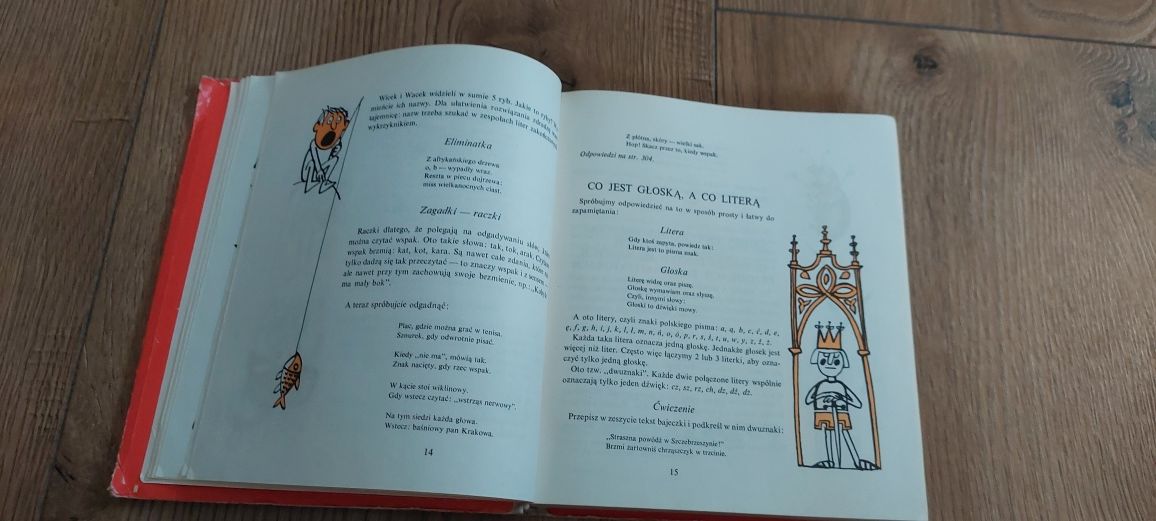 Wicek i Wacek widzieli w sumie 5 ryb. Jakie to ryby?
mieście ich nazwy. Dla ułatwienia rozwiązania
tajemnicę: nazw trzeba szukać w zespołach liter
wykrzyknikiem.
Eliminatka
Z afrykańskiego drzewa
o, b — wypadły wraz.
Reszta w piecu dojrzewa:
miss wielkanocnych ciast.
Zagadki — raczki
Raczki dlatego, że polegają na odgadywaniu słów,
można czytać wspak. Oto takie słowa: tak, tok, arak.
wspak brzmią: kat, kot, kara. Są nawet całe zdania, które
tylko dadzą się tak przeczytać — to znaczy wspak i z sensem —
ale nawet przy tym zachowują swoje brzmienie, np.: „Kobyła
ma mały bok”.
A teraz spróbujcie odgadnąć:
Plac, gdzie można grać w tenisa.
Sznurek, gdy odwrotnie pisać.
Kiedy „nie ma”, mówią tak.
Znak nacięty, gdy rzec wspak.
W kącie stoi wiklinowy.
Gdy wstecz czytać: „wstrząs nerwowy”.
Na tym siedzi każda głowa.
Wstecz: baśniowy pan Krakowa.
14
Z płótna, skóry — wielki tak.
Hop! Skacz przez to, kiedy wspak.
Odpowiedzi na str. 304.
CO JEST GŁOSKĄ, A CO LITERĄ
Spróbujmy odpowiedzieć na to w sposób prosty i łatwy do
zapamiętania:
Litera
Gdy ktoś zapyta, powiedz tak:
Litera jest to pisma znak.
Głoska
Literę widzę oraz piszę.
Głoskę wymawiam oraz słyszę.
Czyli, innymi słowy:
Głoski to dźwięki mowy.
A oto litery, czyli znaki polskiego pisma: a, ą, b, c, ć, d, e,
ę, f, g, h, i, j, k, l, ł, m, n, ń, o, ó, p, r, s, ś, t, u, w, y, z, ź, ż.
Każda taka litera oznacza jedną głoskę. Jednakże głosek jest
więcej niż liter. Często więc łączymy 2 lub 3 literki, aby ozna-
czyć tylko jedną głoskę.
Oto tzw. „dwuznaki”. Każde dwie połączone litery wspólnie
oznaczają tylko jeden dźwięk: cz, sz, rz, ch, dz, dź, dż.
Ćwiczenie
Przepisz w zeszycie tekst bajeczki i podkreśl w nim dwuznaki:
„Straszna powódź w Szczebrzeszynie!”
Brzmi żartowniś chrząszczyk w trzcinie.
15